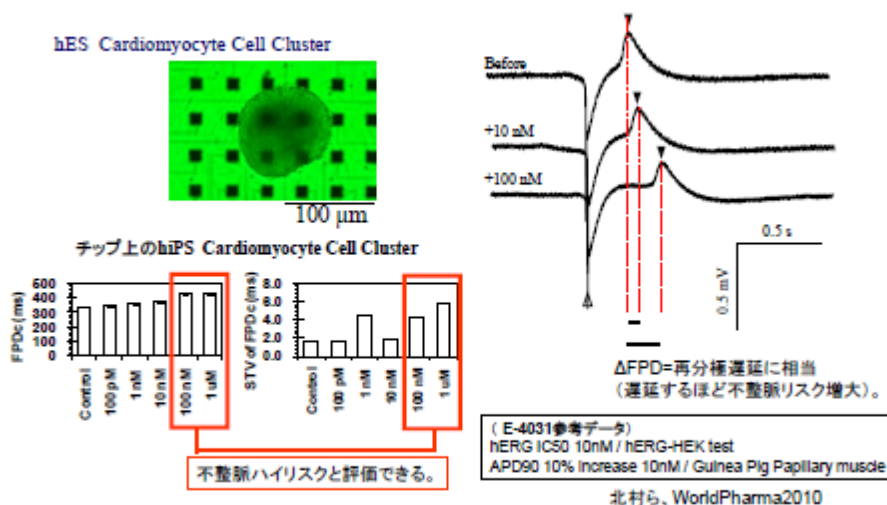 hES Cardiomyocyte Cell Cluster
100 μm
チップ上のhiPS Cardiomyocyte Cell Cluster
FPDc (ms)
600
500
400
300
200
100
0
Control
100 pM
1 nM
10 nM
100 nM
1 uM
STV of FPDc (ms)
8.0
6.0
4.0
2.0
0.0
Control
100 pM
1 nM
10 nM
100 nM
1 uM
不整脈ハイリスクと評価できる。
Before
+10 nM
+100 nM
0.5 s
0.5 mV
ΔFPD=再分極遅延に相当
（遅延するほど不整脈リスク増大）。
( E-4031参考データ)
hERG IC50 10nM / hERG-HEK test
APD90 10% Increase 10nM / Guinea Pig Papillary muscle
北村ら、WorldPharma2010